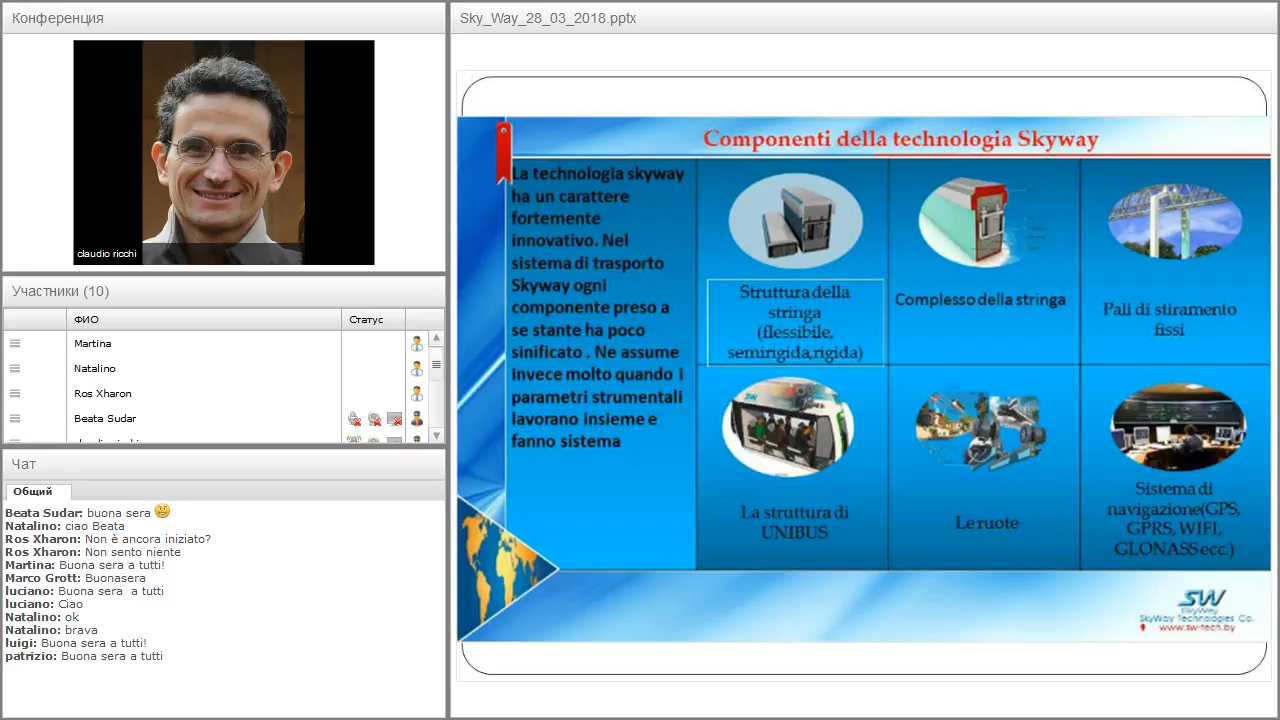 Конференция
claudio ricchi
Участники (10)
ФИО
Статус
Martina
Natalino
Ros Xharon
Beata Sudar
Чат
Общий
Beata Sudar: buona sera
Natalino: ciao Beata
Ros Xharon: Non è ancora iniziato?
Ros Xharon: Non sento niente
Martina: Buona sera a tutti!
Marco Grott: Buonasera
luciano: Buona sera  a tutti
luciano: Ciao
Natalino: ok
Natalino: brava
luigi: Buona sera a tutti!
patrizio: Buona sera a tutti
Sky_Way_28_03_2018.pptx
Componenti della technologia Skyway
La technologia skyway
ha un carattere
fortemente
innovativo. Nel
sistema di trasporto
Skyway ogni
componente preso a
se stante ha poco
sinificato . Ne assume
invece molto quando i
parametri strumentali
lavorano insieme e
fanno sistema
Struttura della
stringa
(flessibile,
semirigida,rigida)
Complesso della stringa
Pali di stiramento
fissi
La struttura di
UNIBUS
Le ruote
Sistema di
navigazione(GPS,
GPRS, WIFI,
GLONASS ecc.)
SW
SkyWay
SkyWay Technologies Co.
www.sw-tech.by